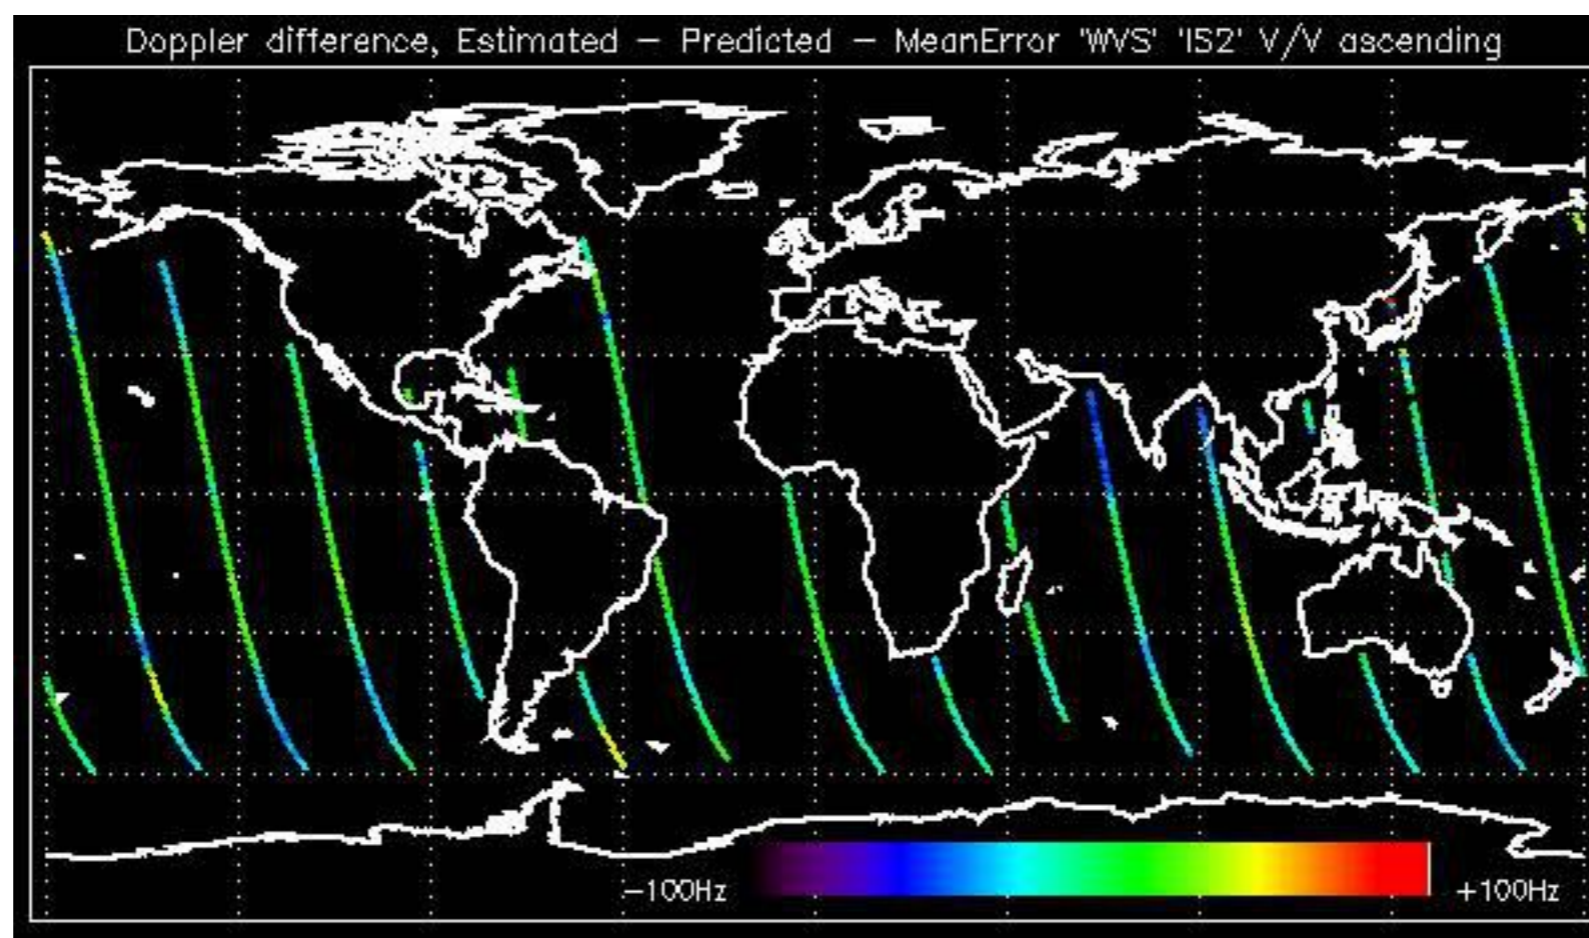 Doppler difference, Estimated – Predicted – MeanError 'WVS' 'IS2' V/V ascending
–100Hz +100Hz